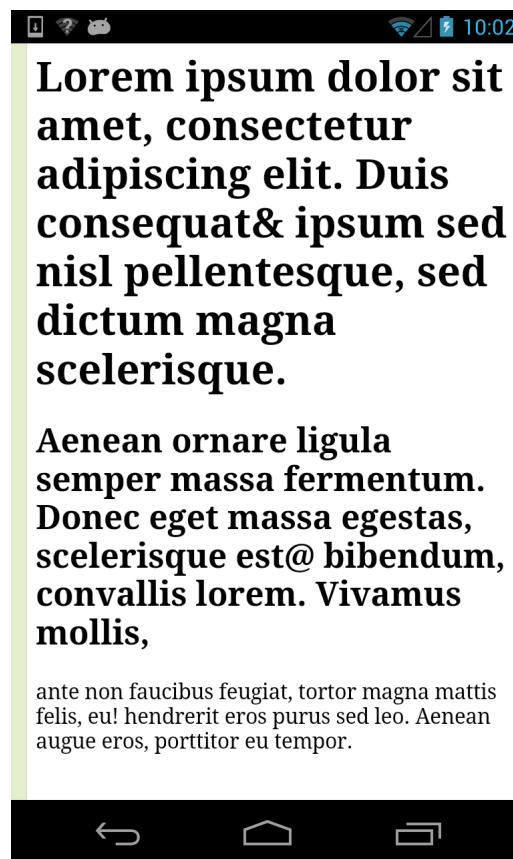 10:02
Lorem ipsum dolor sit
amet, consectetur
adipiscing elit. Duis
consequat& ipsum sed
nisl pellentesque, sed
dictum magna
scelerisque.
Aenean ornare ligula
semper massa fermentum.
Donec eget massa egestas,
scelerisque est@ bibendum,
convallis lorem. Vivamus
mollis,
ante non faucibus feugiat, tortor magna mattis
felis, eu! hendrerit eros purus sed leo. Aenean
augue eros, porttitor eu tempor.